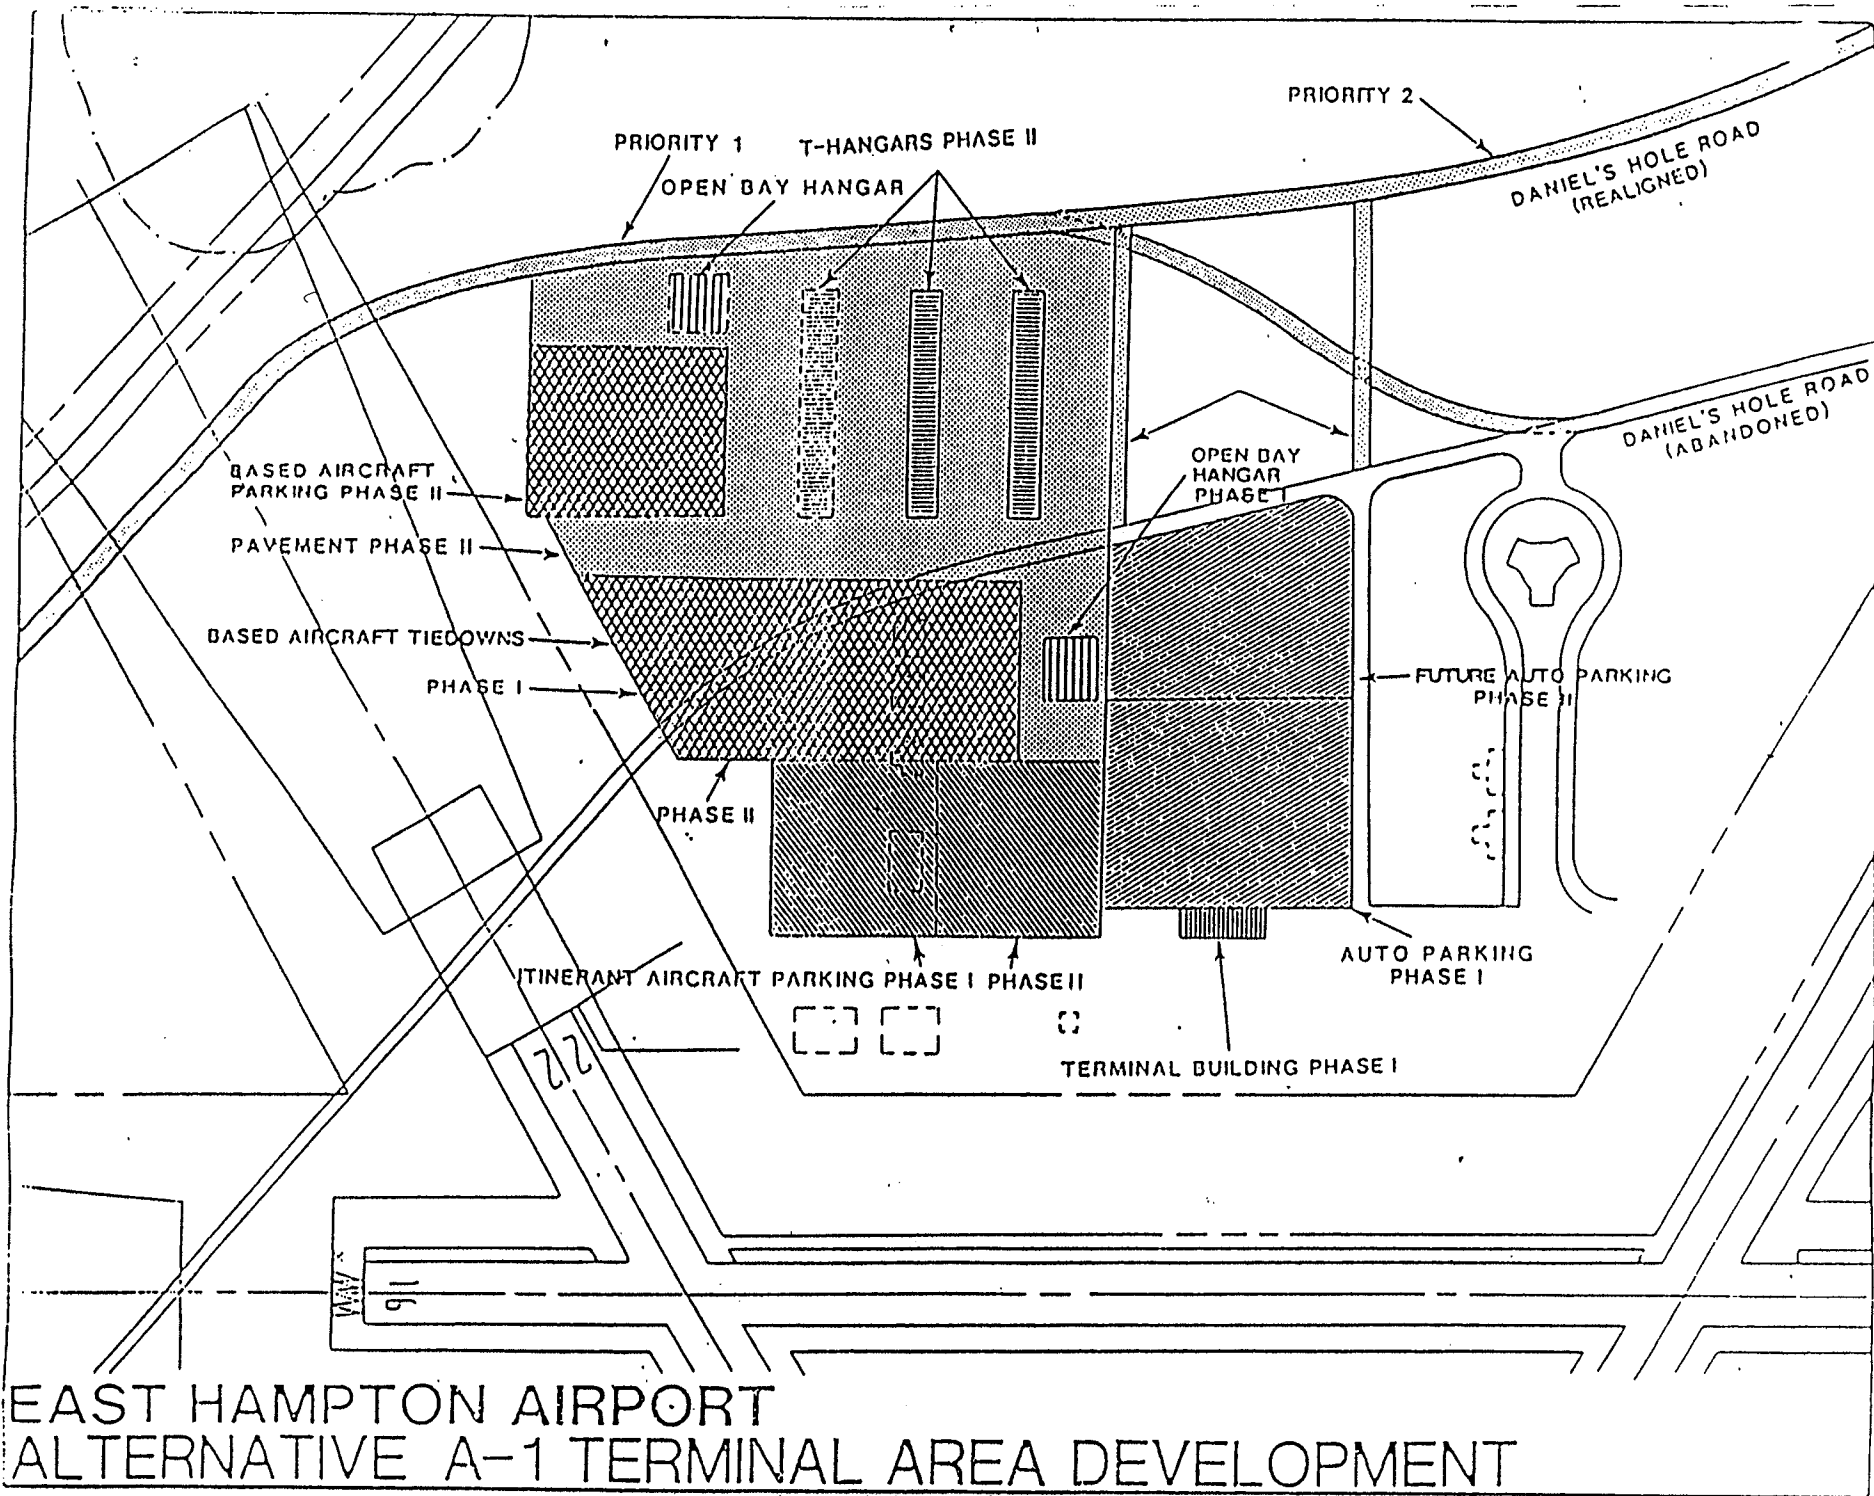 PRIORITY 2
PRIORITY 1
T-HANGARS PHASE II
OPEN BAY HANGAR
DANIEL'S HOLE ROAD
(REALIGNED)
DANIEL'S HOLE ROAD
(ABANDONED)
OPEN BAY
HANGAR
PHASE I
BASED AIRCRAFT
PARKING PHASE II
PAVEMENT PHASE II
BASED AIRCRAFT TIEDOWNS
PHASE I
FUTURE AUTO PARKING
PHASE II
PHASE II
AUTO PARKING
PHASE I
ITINERANT AIRCRAFT PARKING PHASE I PHASE II
TERMINAL BUILDING PHASE I
22
16
EAST HAMPTON AIRPORT
ALTERNATIVE A-1 TERMINAL AREA DEVELOPMENT